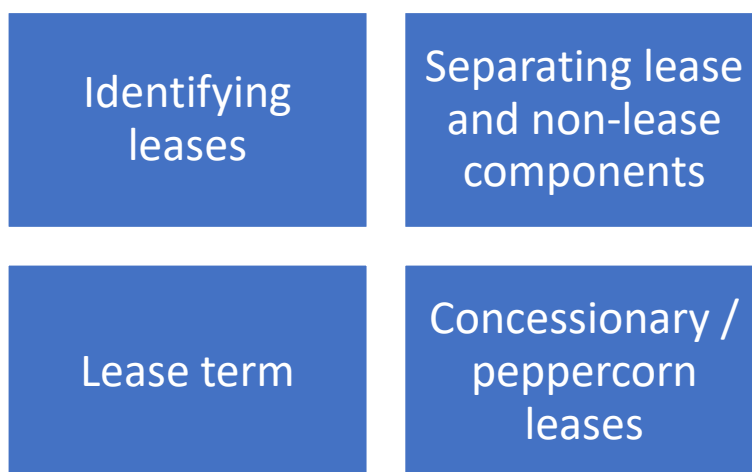 Identifying
leases
Separating lease
and non-lease
components
Lease term
Concessionary /
peppercorn
leases